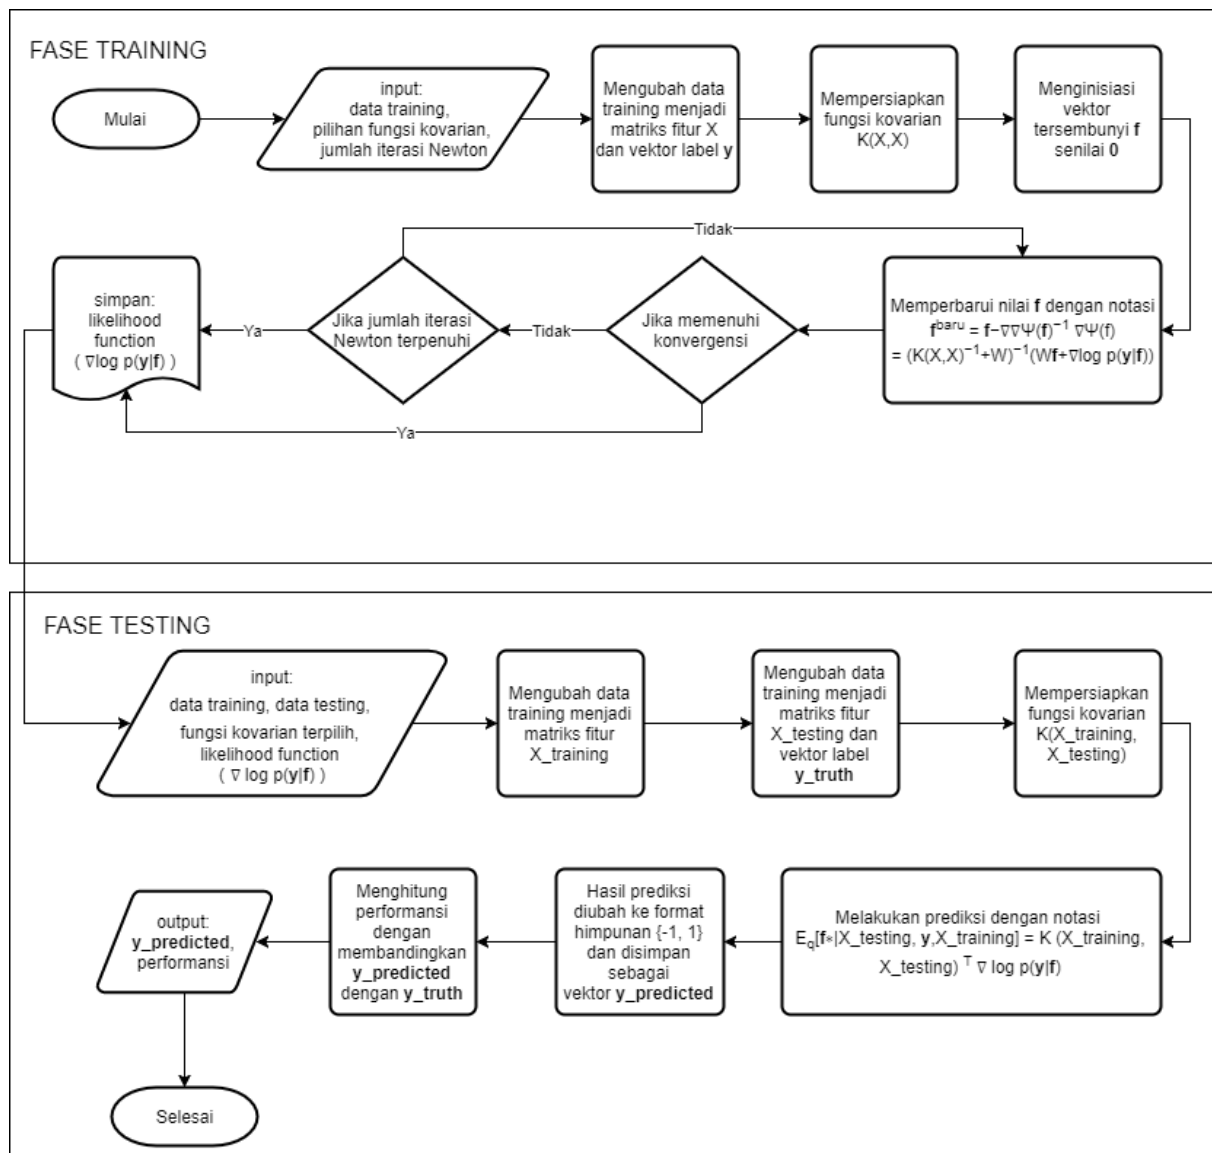 FASE TRAINING
Mulai
input:
data training,
pilihan fungsi kovarian,
jumlah iterasi Newton
Mengubah data
training menjadi
matriks fitur X
dan vektor label y
Mempersiapkan
fungsi kovarian
K(X,X)
Menginisiasi
vektor
tersembunyi f
senilai 0
Tidak
Memperbarui nilai f dengan notasi
f^baru = f−∇∇Ψ(f)^−1 ∇Ψ(f)
= (K(X,X)^−1+W)^−1(Wf+∇log p(y|f))
Jika memenuhi
konvergensi
Tidak
Jika jumlah iterasi
Newton terpenuhi
Ya
simpan:
likelihood
function
( ∇log p(y|f) )
Ya
FASE TESTING
input:
data training, data testing,
fungsi kovarian terpilih,
likelihood function
( ∇ log p(y|f) )
Mengubah data
training menjadi
matriks fitur
X_training
Mengubah data
training menjadi
matriks fitur
X_testing dan
vektor label
y_truth
Mempersiapkan
fungsi kovarian
K(X_training,
X_testing)
Melakukan prediksi dengan notasi
E_q[f*|X_testing, y,X_training] = K (X_training,
X_testing) ^T ∇ log p(y|f)
Hasil prediksi
diubah ke format
himpunan {-1, 1}
dan disimpan
sebagai
vektor y_predicted
Menghitung
performansi
dengan
membandingkan
y_predicted
dengan y_truth
output:
y_predicted,
performansi
Selesai